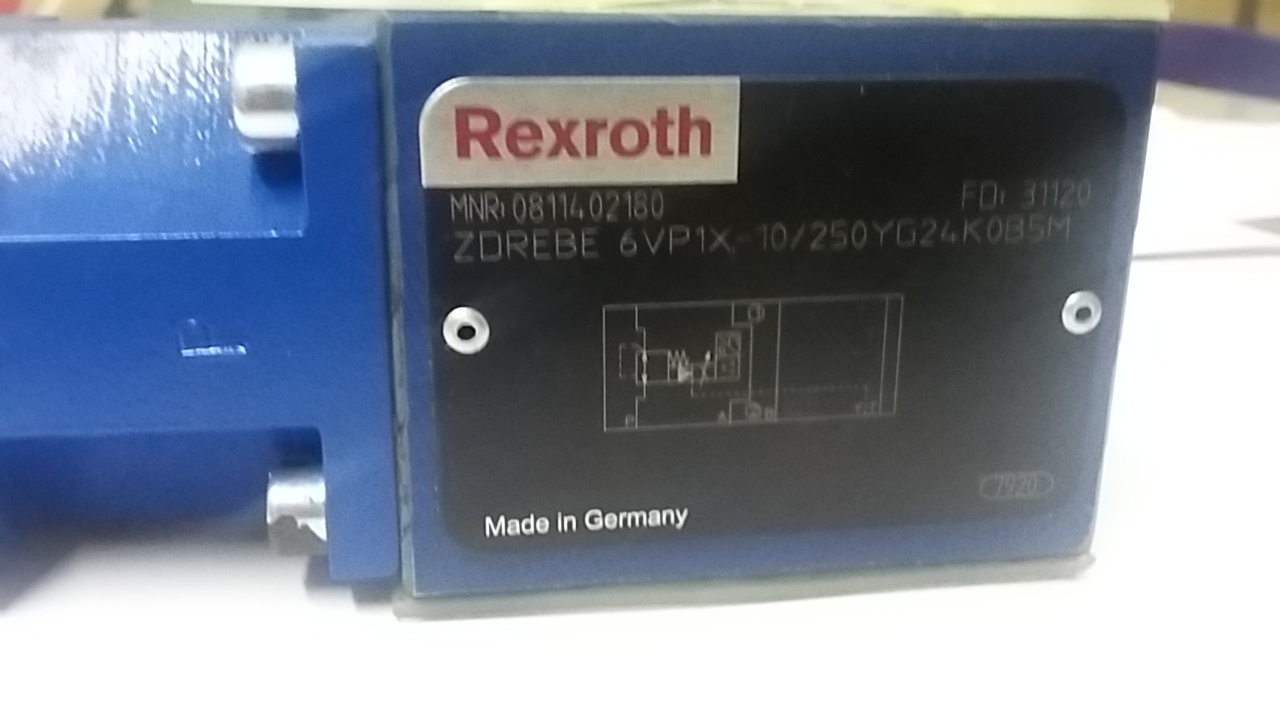 Rexroth
MNR: 0811402180
FD: 31120
ZDREBE 6VP1X-10/250YG24K0B5M
P
A
B
7920
Made in Germany